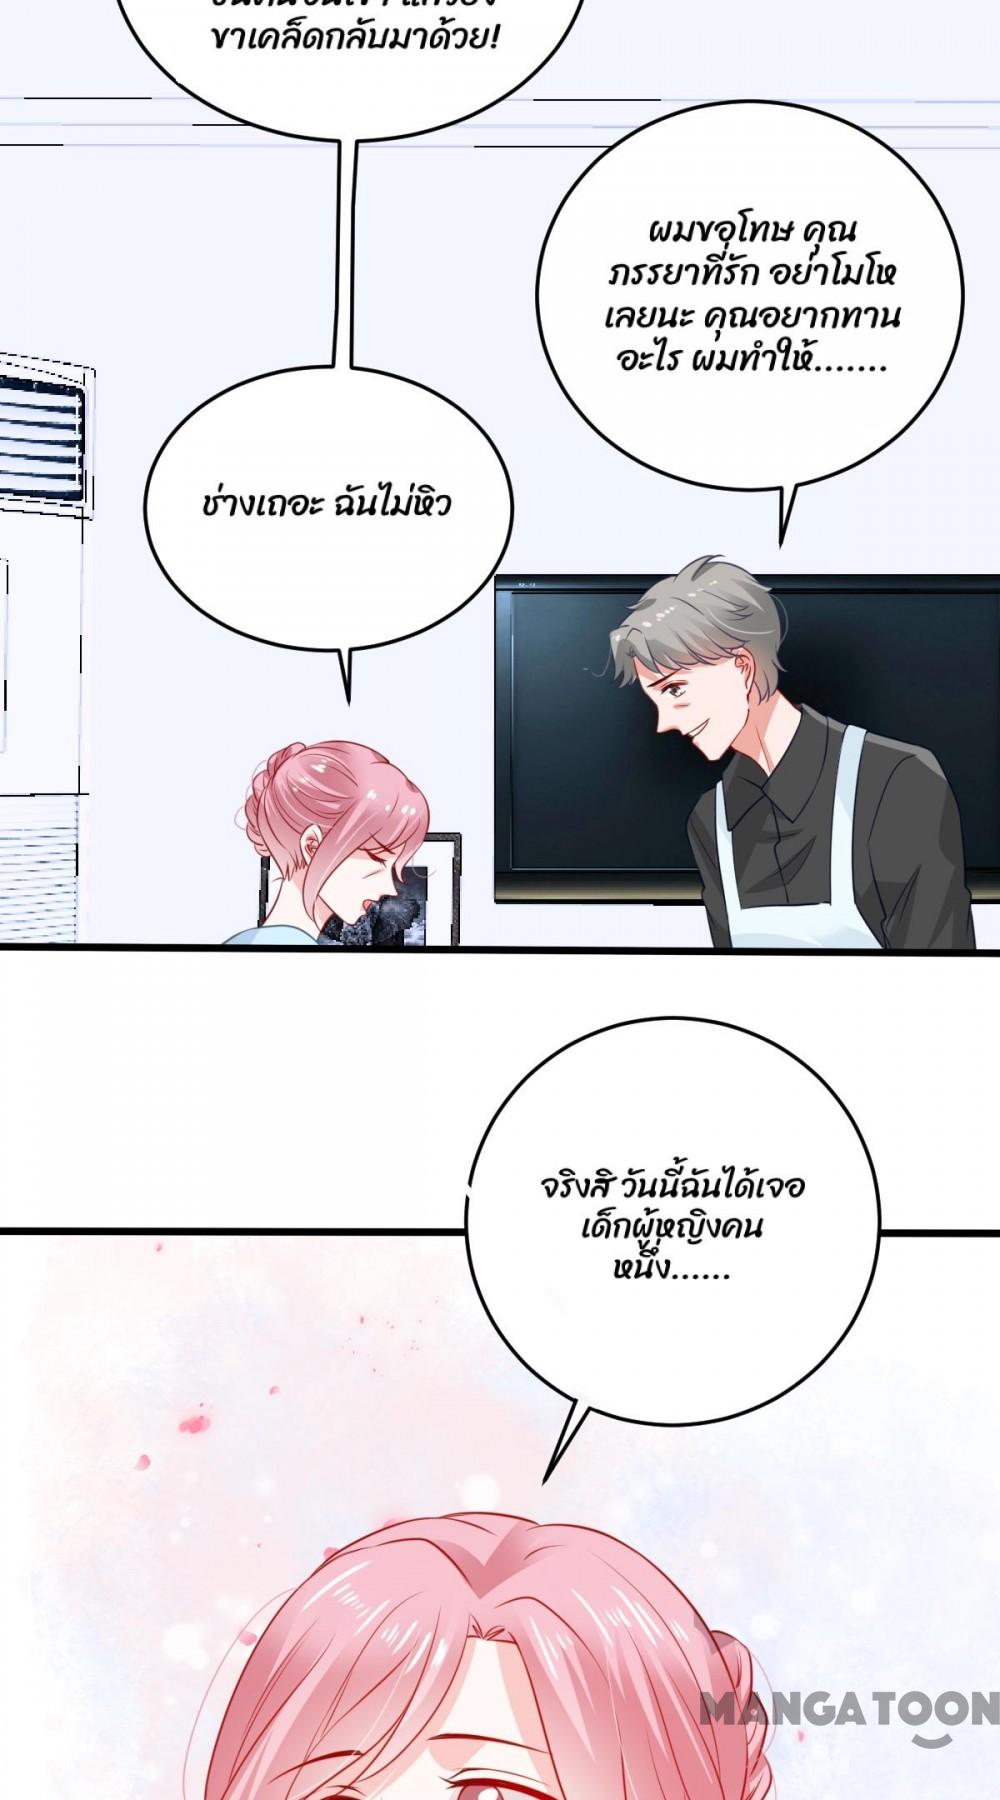 ขาเคล็ดกลับมาด้วย!
ผมขอโทษ คุณ
ภรรยาที่รัก อย่าโมโห
เลยนะ คุณอยากทาน
อะไร ผมทำให้.......
ช่างเถอะ ฉันไม่หิว
จริงสิ วันนี้ฉันได้เจอ
เด็กผู้หญิงคน
หนึ่ง......
MANGATOON